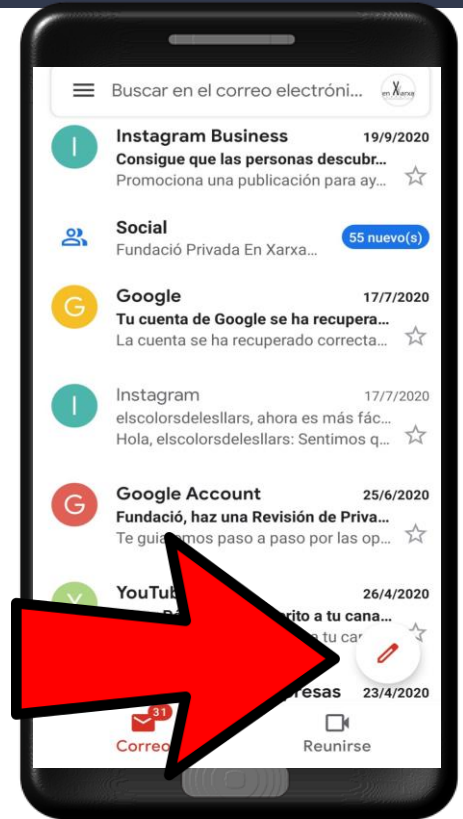 Buscar en el correo electróni...
en Xarxa
I
Instagram Business 19/9/2020
Consigue que las personas descubr...
Promociona una publicación para ay...
Social
Fundació Privada En Xarxa...
55 nuevo(s)
G
Google 17/7/2020
Tu cuenta de Google se ha recupera...
La cuenta se ha recuperado correcta...
I
Instagram 17/7/2020
elscolorsdelesllars, ahora es más fác...
Hola, elscolorsdelesllars: Sentimos q...
G
Google Account 25/6/2020
Fundació, haz una Revisión de Priva...
Te guiaremos paso a paso por las op...
YouTub 26/4/2020
rito a tu cana...
a tu car
presas 23/4/2020
31
Correo
Reunirse